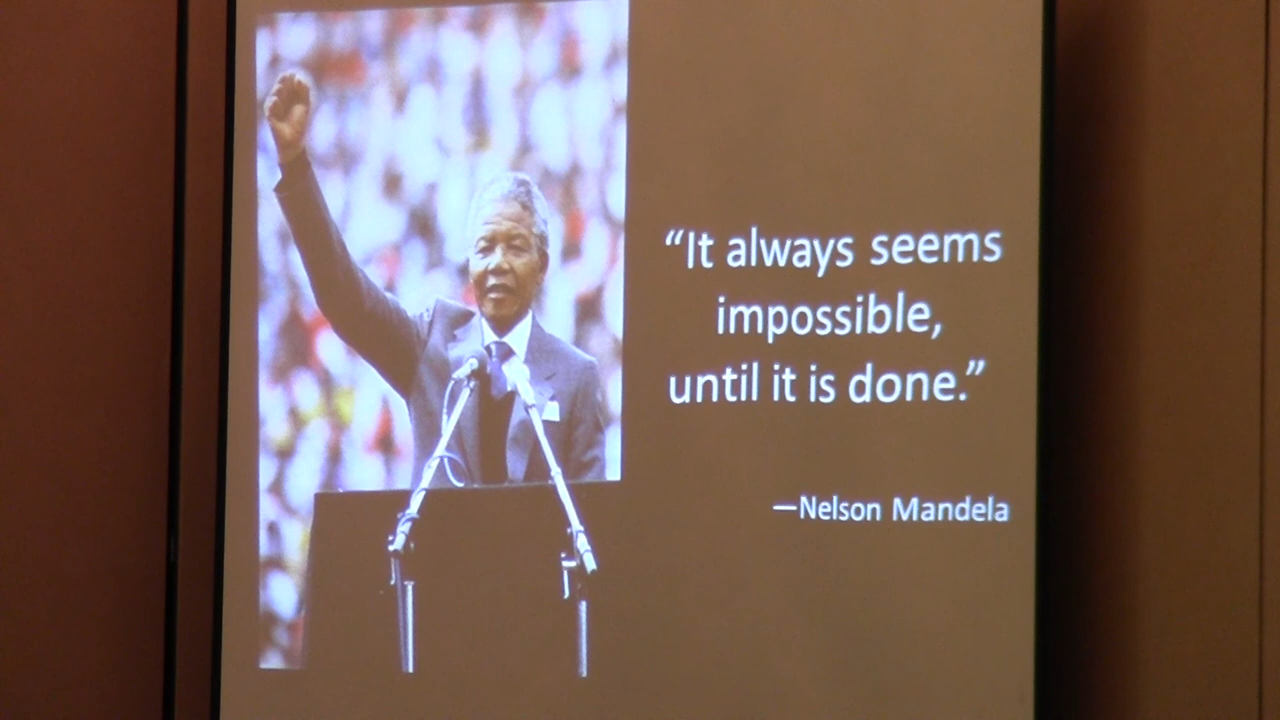 “It always seems
impossible,
until it is done.”
—Nelson Mandela